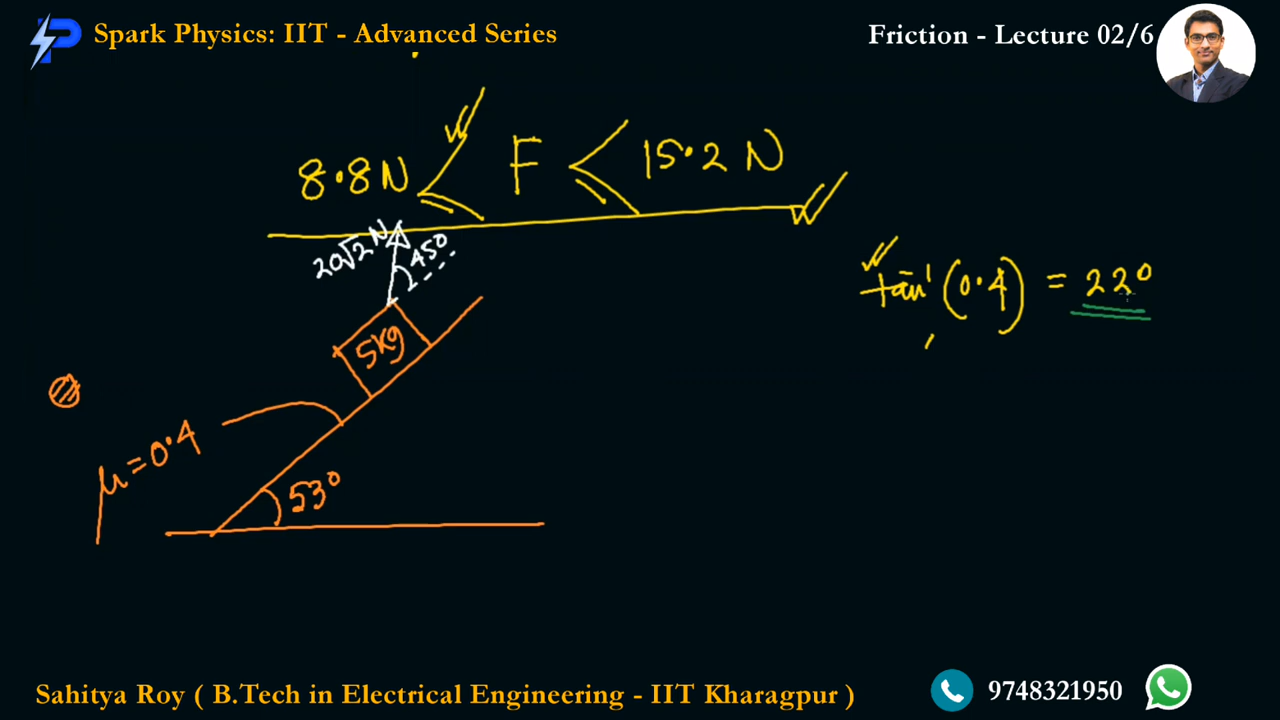 Spark Physics: IIT - Advanced Series
Friction - Lecture 02/6
8.8N < F < 15.2 N
20√2 N
45°
tan⁻¹ (0.4) = 22°
5kg
μ=0.4
53°
Sahitya Roy ( B.Tech in Electrical Engineering - IIT Kharagpur )
9748321950